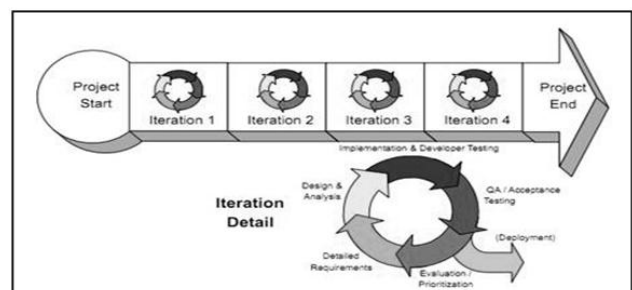 Project
Start
Iteration 1
Iteration 2
Iteration 3
Iteration 4
Project
End
Implementation & Developer Testing
Iteration
Detail
Design &
Analysis
QA / Acceptance
Testing
(Deployment)
Detailed
Requirements
Evaluation /
Prioritization